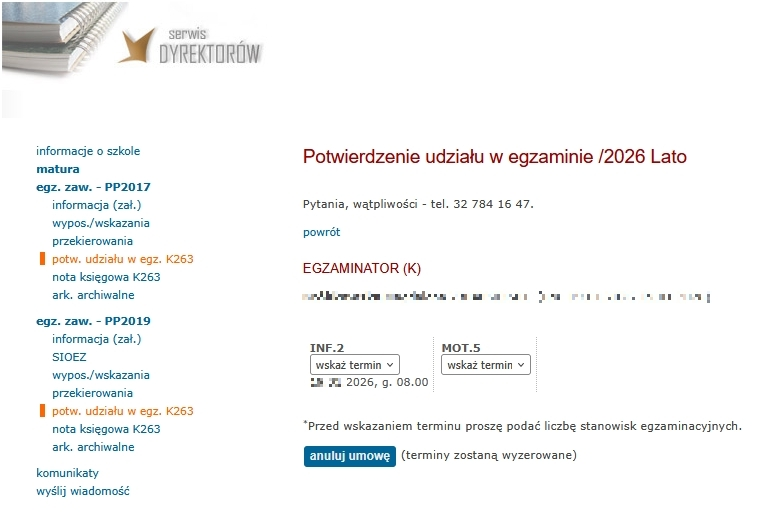 serwis
DYREKTORÓW
informacje o szkole
matura
egz. zaw. - PP2017
informacja (zał.)
wypos./wskazania
przekierowania
potw. udziału w egz. K263
nota księgowa K263
ark. archiwalne
egz. zaw. - PP2019
informacja (zał.)
SIOEZ
wypos./wskazania
przekierowania
potw. udziału w egz. K263
nota księgowa K263
ark. archiwalne
komunikaty
wyślij wiadomość
Potwierdzenie udziału w egzaminie /2026 Lato
Pytania, wątpliwości - tel. 32 784 16 47.
powrót
EGZAMINATOR (K)
INF.2 MOT.5
wskaż termin wskaż termin
2026, g. 08.00
*Przed wskazaniem terminu proszę podać liczbę stanowisk egzaminacyjnych.
anuluj umowę (terminy zostaną wyzerowane)